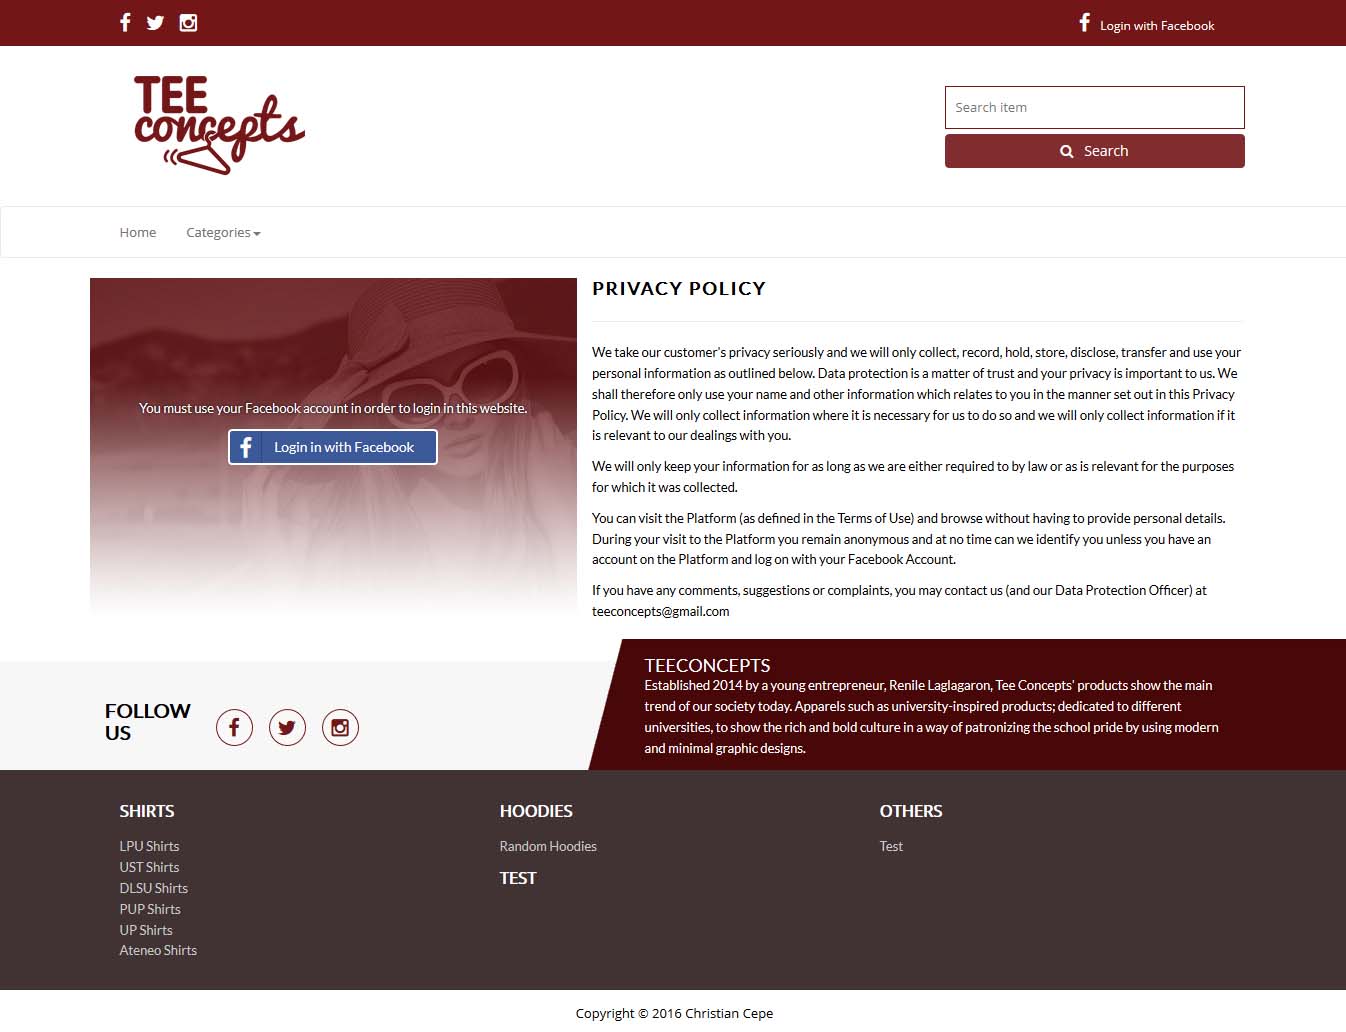 Login with Facebook
TEE
concepts
Search item
Search
Home
Categories
You must use your Facebook account in order to login in this website.
Login in with Facebook
PRIVACY POLICY
We take our customer's privacy seriously and we will only collect, record, hold, store, disclose, transfer and use your
personal information as outlined below. Data protection is a matter of trust and your privacy is important to us. We
shall therefore only use your name and other information which relates to you in the manner set out in this Privacy
Policy. We will only collect information where it is necessary for us to do so and we will only collect information if it
is relevant to our dealings with you.
We will only keep your information for as long as we are either required to by law or as is relevant for the purposes
for which it was collected.
You can visit the Platform (as defined in the Terms of Use) and browse without having to provide personal details.
During your visit to the Platform you remain anonymous and at no time can we identify you unless you have an
account on the Platform and log on with your Facebook Account.
If you have any comments, suggestions or complaints, you may contact us (and our Data Protection Officer) at
teeconcepts@gmail.com
FOLLOW
US
TEECONCEPTS
Established 2014 by a young entrepreneur, Renile Laglagaron, Tee Concepts' products show the main
trend of our society today. Apparels such as university-inspired products; dedicated to different
universities, to show the rich and bold culture in a way of patronizing the school pride by using modern
and minimal graphic designs.
SHIRTS
LPU Shirts
UST Shirts
DLSU Shirts
PUP Shirts
UP Shirts
Ateneo Shirts
HOODIES
Random Hoodies
TEST
OTHERS
Test
Copyright © 2016 Christian Cepe